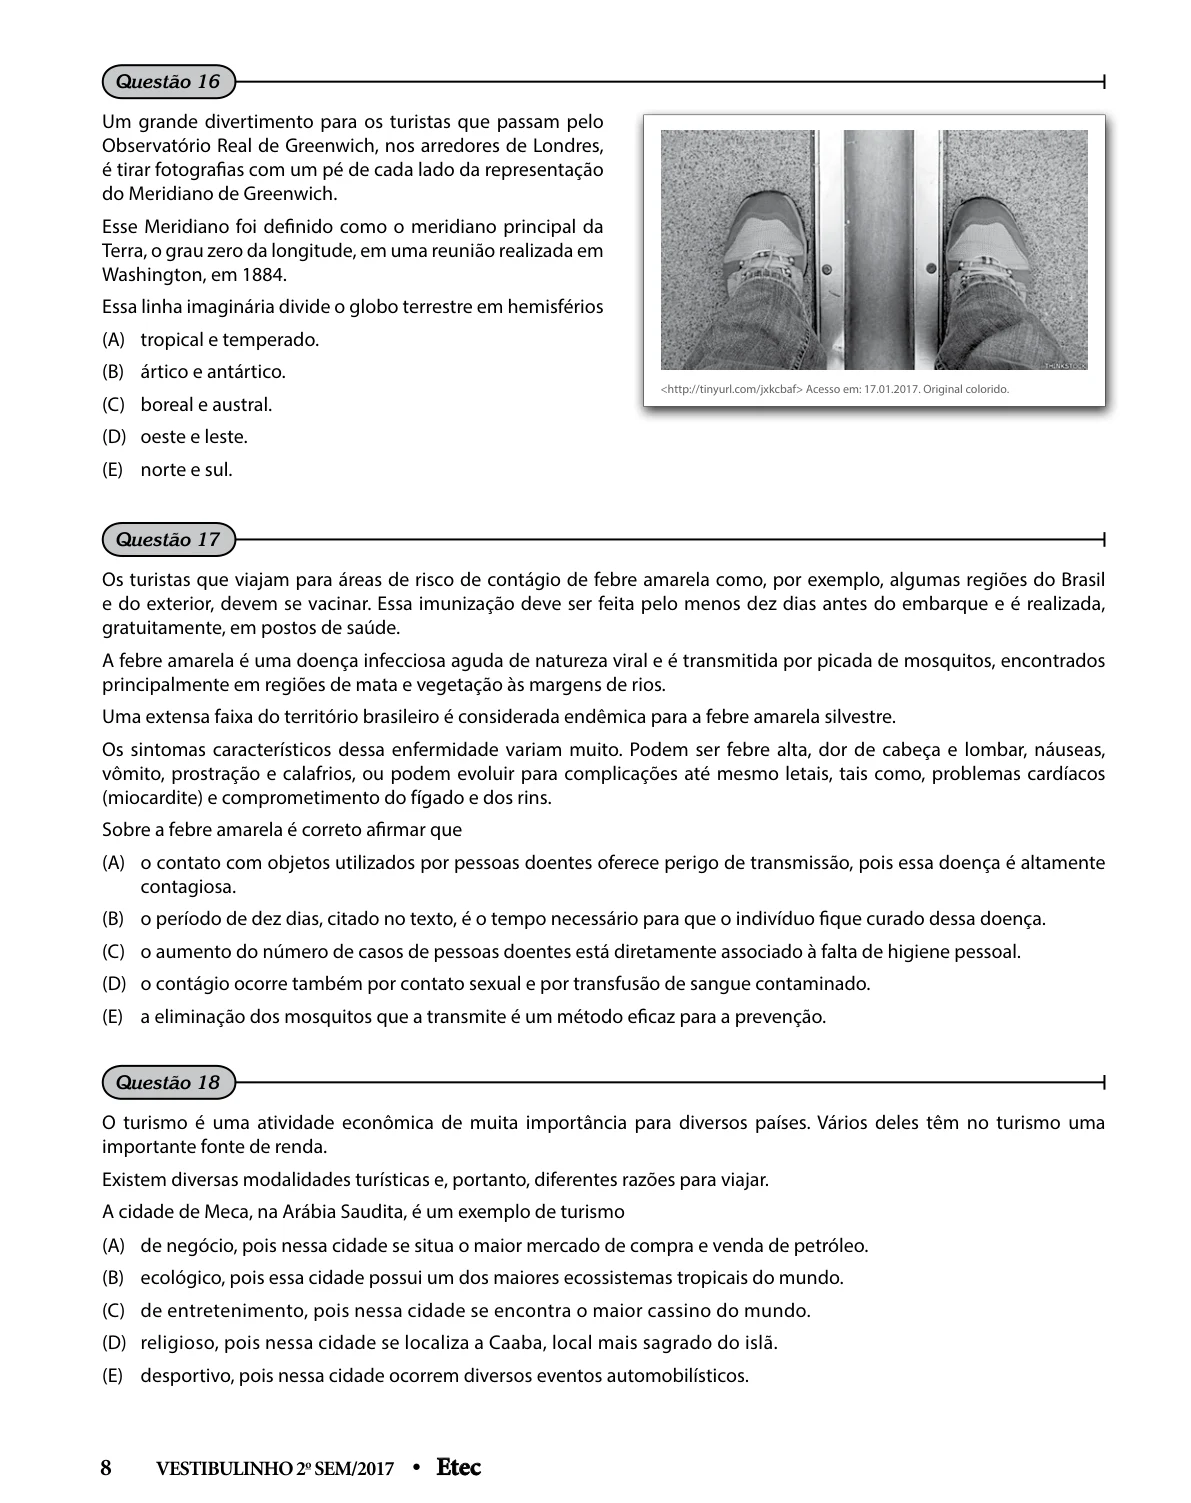 Questão 16
Um grande divertimento para os turistas que passam pelo
Observatório Real de Greenwich, nos arredores de Londres,
é tirar fotografias com um pé de cada lado da representação
do Meridiano de Greenwich.
Esse Meridiano foi definido como o meridiano principal da
Terra, o grau zero da longitude, em uma reunião realizada em
Washington, em 1884.
Essa linha imaginária divide o globo terrestre em hemisférios
(A) tropical e temperado.
(B) ártico e antártico.
(C) boreal e austral.
(D) oeste e leste.
(E) norte e sul.
THINKSTOCK
<http://tinyurl.com/jxkcbaf> Acesso em: 17.01.2017. Original colorido.
Questão 17
Os turistas que viajam para áreas de risco de contágio de febre amarela como, por exemplo, algumas regiões do Brasil
e do exterior, devem se vacinar. Essa imunização deve ser feita pelo menos dez dias antes do embarque e é realizada,
gratuitamente, em postos de saúde.
A febre amarela é uma doença infecciosa aguda de natureza viral e é transmitida por picada de mosquitos, encontrados
principalmente em regiões de mata e vegetação às margens de rios.
Uma extensa faixa do território brasileiro é considerada endêmica para a febre amarela silvestre.
Os sintomas característicos dessa enfermidade variam muito. Podem ser febre alta, dor de cabeça e lombar, náuseas,
vômito, prostração e calafrios, ou podem evoluir para complicações até mesmo letais, tais como, problemas cardíacos
(miocardite) e comprometimento do fígado e dos rins.
Sobre a febre amarela é correto afirmar que
(A) o contato com objetos utilizados por pessoas doentes oferece perigo de transmissão, pois essa doença é altamente
contagiosa.
(B) o período de dez dias, citado no texto, é o tempo necessário para que o indivíduo fique curado dessa doença.
(C) o aumento do número de casos de pessoas doentes está diretamente associado à falta de higiene pessoal.
(D) o contágio ocorre também por contato sexual e por transfusão de sangue contaminado.
(E) a eliminação dos mosquitos que a transmite é um método eficaz para a prevenção.
Questão 18
O turismo é uma atividade econômica de muita importância para diversos países. Vários deles têm no turismo uma
importante fonte de renda.
Existem diversas modalidades turísticas e, portanto, diferentes razões para viajar.
A cidade de Meca, na Arábia Saudita, é um exemplo de turismo
(A) de negócio, pois nessa cidade se situa o maior mercado de compra e venda de petróleo.
(B) ecológico, pois essa cidade possui um dos maiores ecossistemas tropicais do mundo.
(C) de entretenimento, pois nessa cidade se encontra o maior cassino do mundo.
(D) religioso, pois nessa cidade se localiza a Caaba, local mais sagrado do islã.
(E) desportivo, pois nessa cidade ocorrem diversos eventos automobilísticos.
8 VESTIBULINHO 2º SEM/2017 • Etec